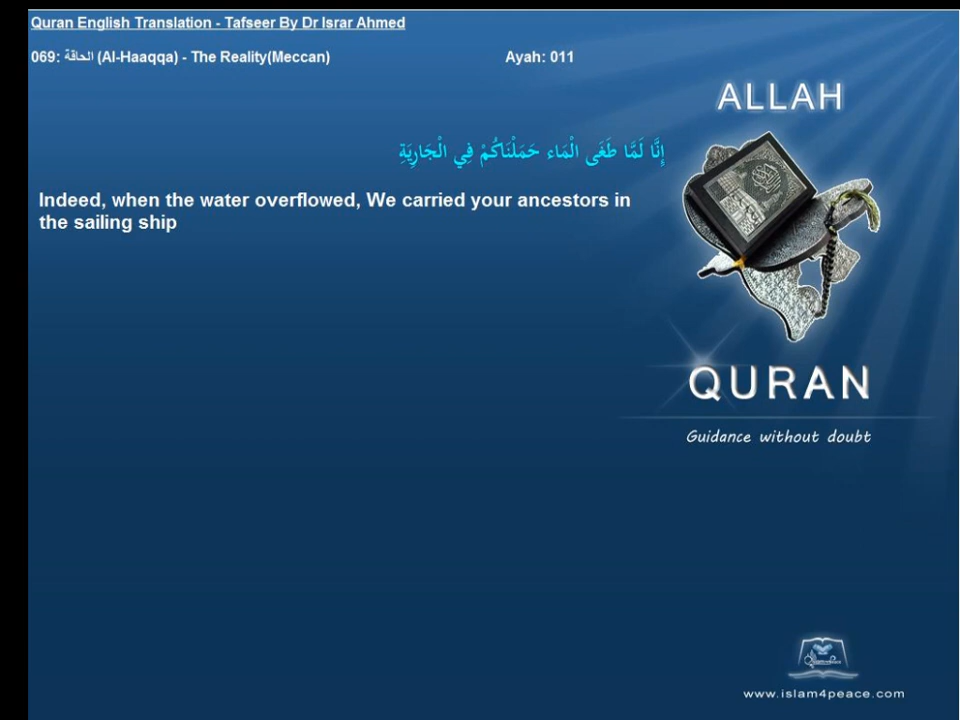 Quran English Translation - Tafseer By Dr Israr Ahmed
069: الحاقة (Al-Haaqqa) - The Reality(Meccan) Ayah: 011
ALLAH
إِنَّا لَمَّا طَغَى الْمَاء حَمَلْنَاكُمْ فِي الْجَارِيَةِ
Indeed, when the water overflowed, We carried your ancestors in
the sailing ship
QURAN
Guidance without doubt
www.islam4peace.com